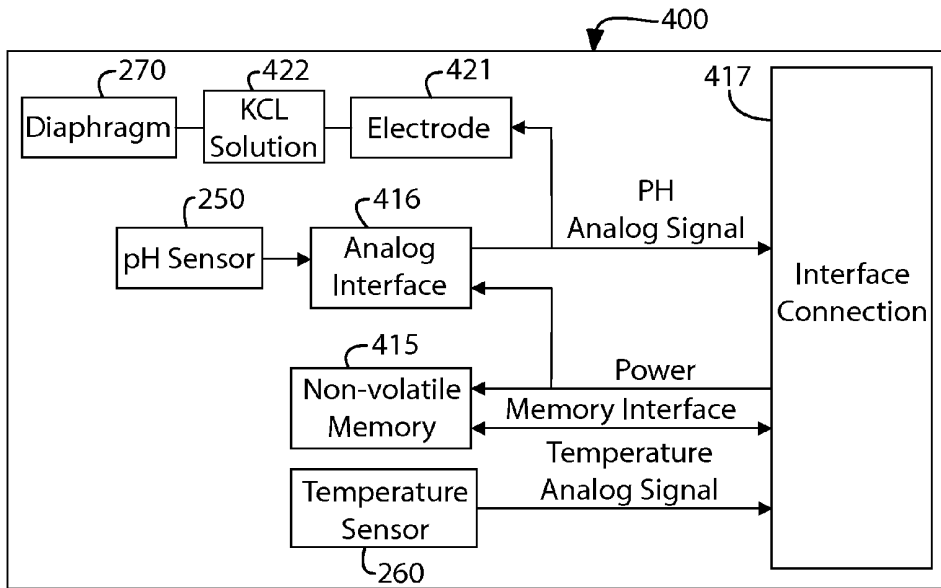 400
270
422
421
417
Diaphragm
KCL
Solution
Electrode
250
416
PH
Analog Signal
pH Sensor
Analog
Interface
Interface
Connection
415
Non-volatile
Memory
Power
Memory Interface
Temperature
Analog Signal
Temperature
Sensor
260